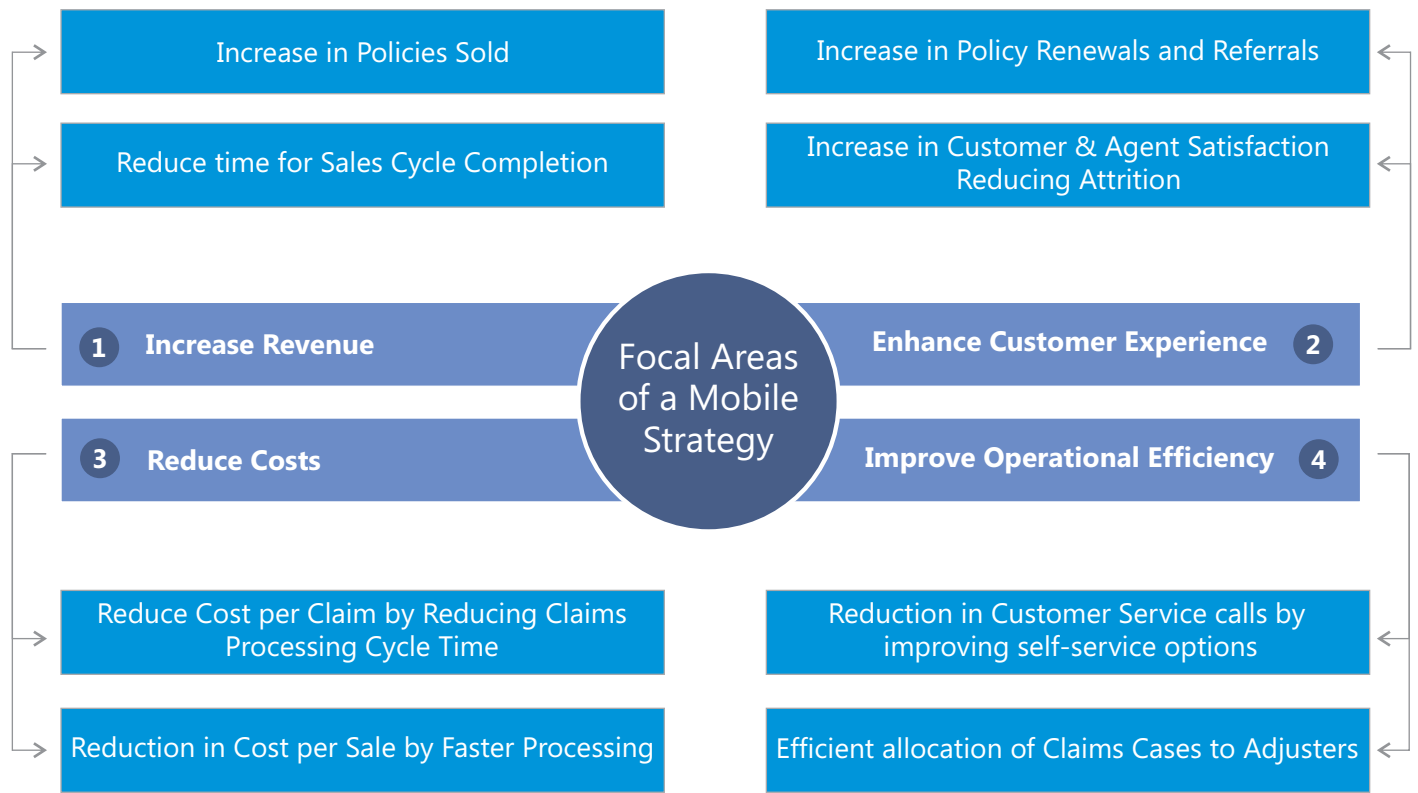 Increase in Policies Sold
Increase in Policy Renewals and Referrals
Reduce time for Sales Cycle Completion
Increase in Customer & Agent Satisfaction
Reducing Attrition
1 Increase Revenue
Enhance Customer Experience 2
Focal Areas
of a Mobile
Strategy
3 Reduce Costs
Improve Operational Efficiency 4
Reduce Cost per Claim by Reducing Claims
Processing Cycle Time
Reduction in Customer Service calls by
improving self-service options
Reduction in Cost per Sale by Faster Processing
Efficient allocation of Claims Cases to Adjusters